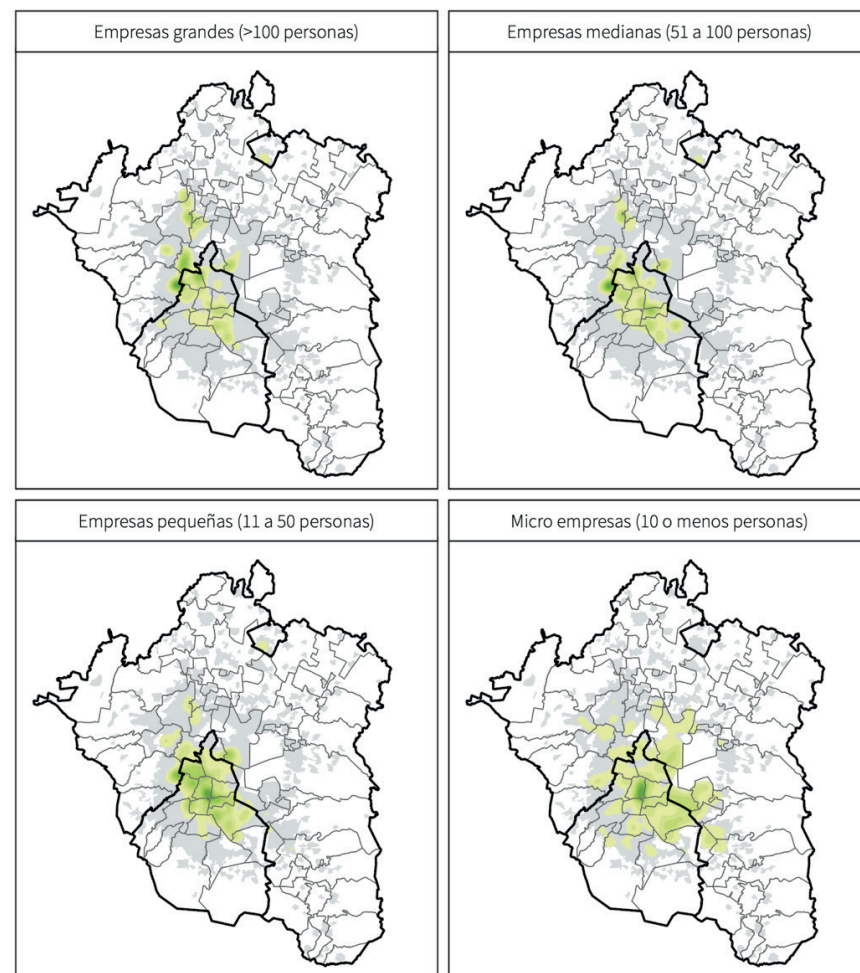 Empresas grandes (>100 personas)
Empresas medianas (51 a 100 personas)
Empresas pequeñas (11 a 50 personas)
Micro empresas (10 o menos personas)